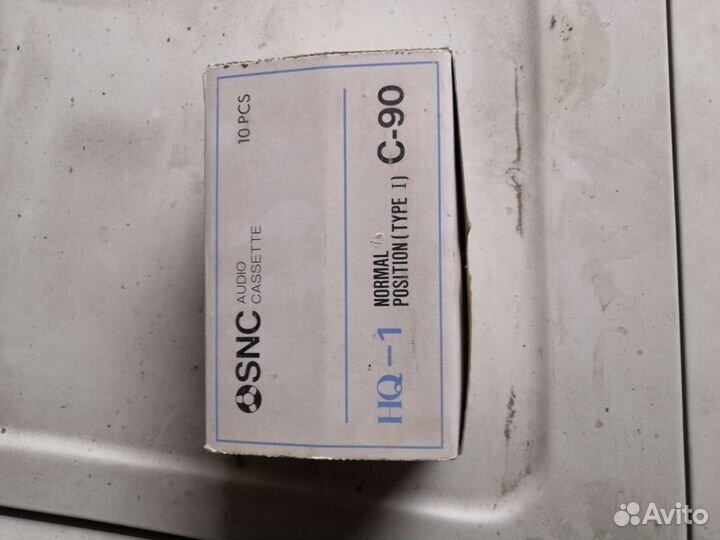 SNC AUDIO CASSETTE
10 PCS
HQ-1 NORMAL POSITION (TYPE I) C-90
Avito